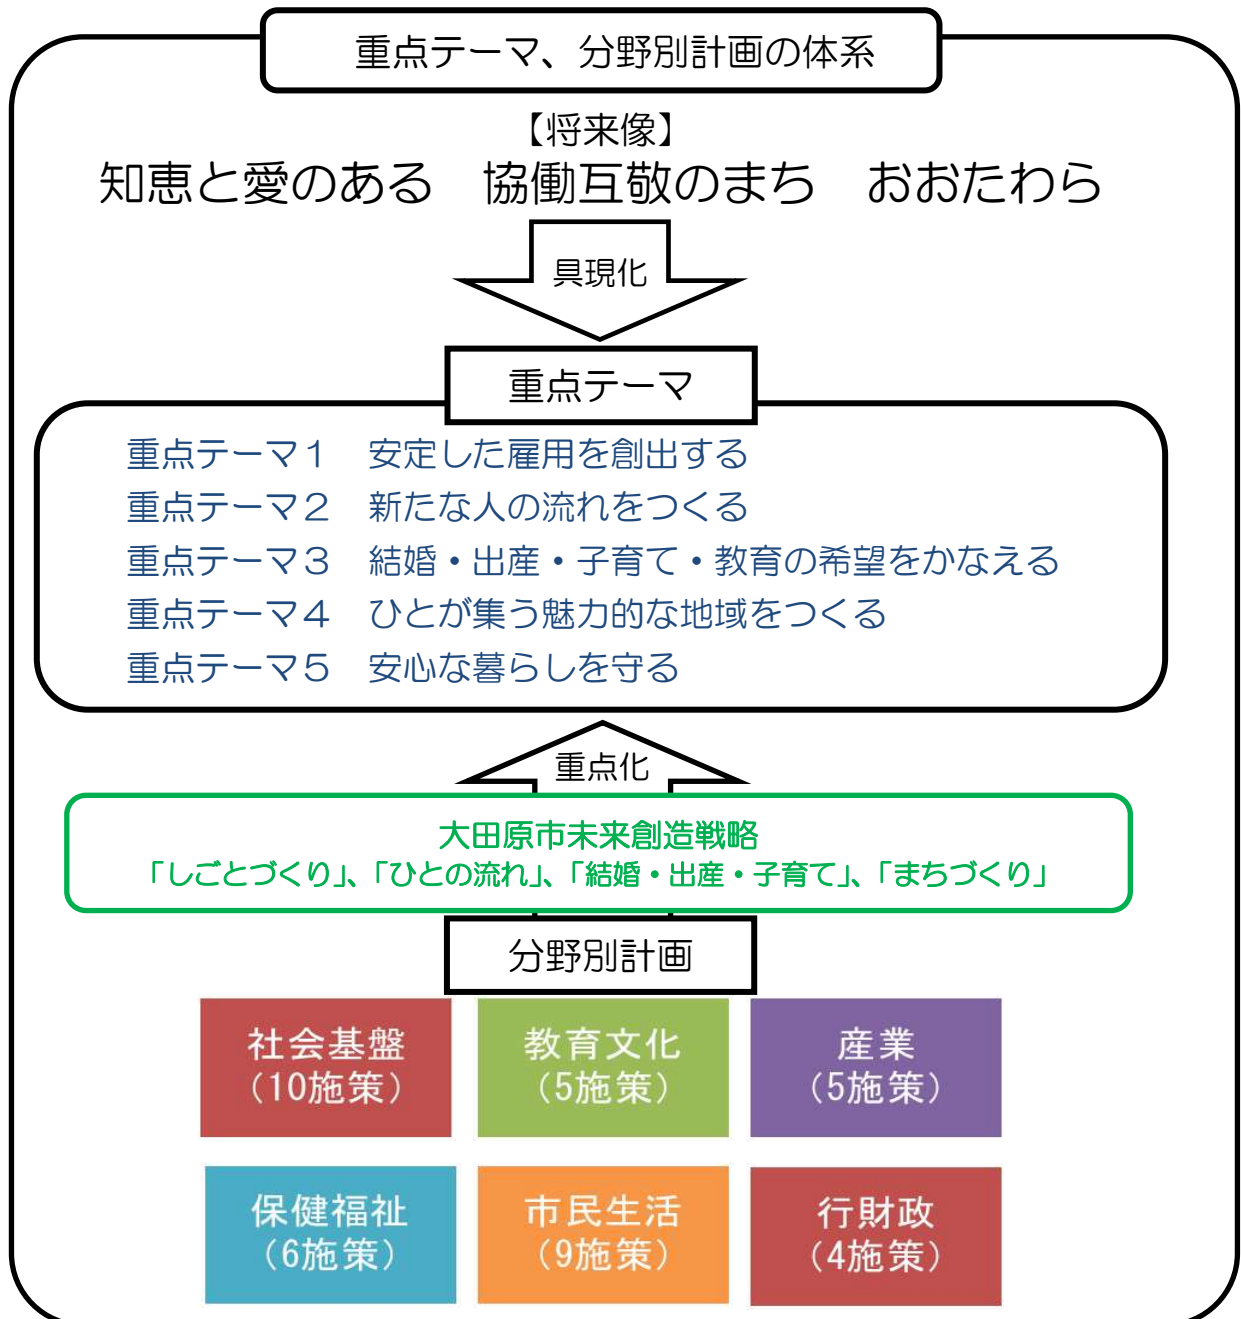 重点テーマ、分野別計画の体系
【将来像】
知恵と愛のある　協働互敬のまち　おおたわら
具現化
重点テーマ
重点テーマ１　安定した雇用を創出する
重点テーマ２　新たな人の流れをつくる
重点テーマ３　結婚・出産・子育て・教育の希望をかなえる
重点テーマ４　ひとが集う魅力的な地域をつくる
重点テーマ５　安心な暮らしを守る
重点化
大田原市未来創造戦略
「しごとづくり」、「ひとの流れ」、「結婚・出産・子育て」、「まちづくり」
分野別計画
社会基盤
（10施策）
教育文化
（5施策）
産業
（5施策）
保健福祉
（6施策）
市民生活
（9施策）
行財政
（4施策）